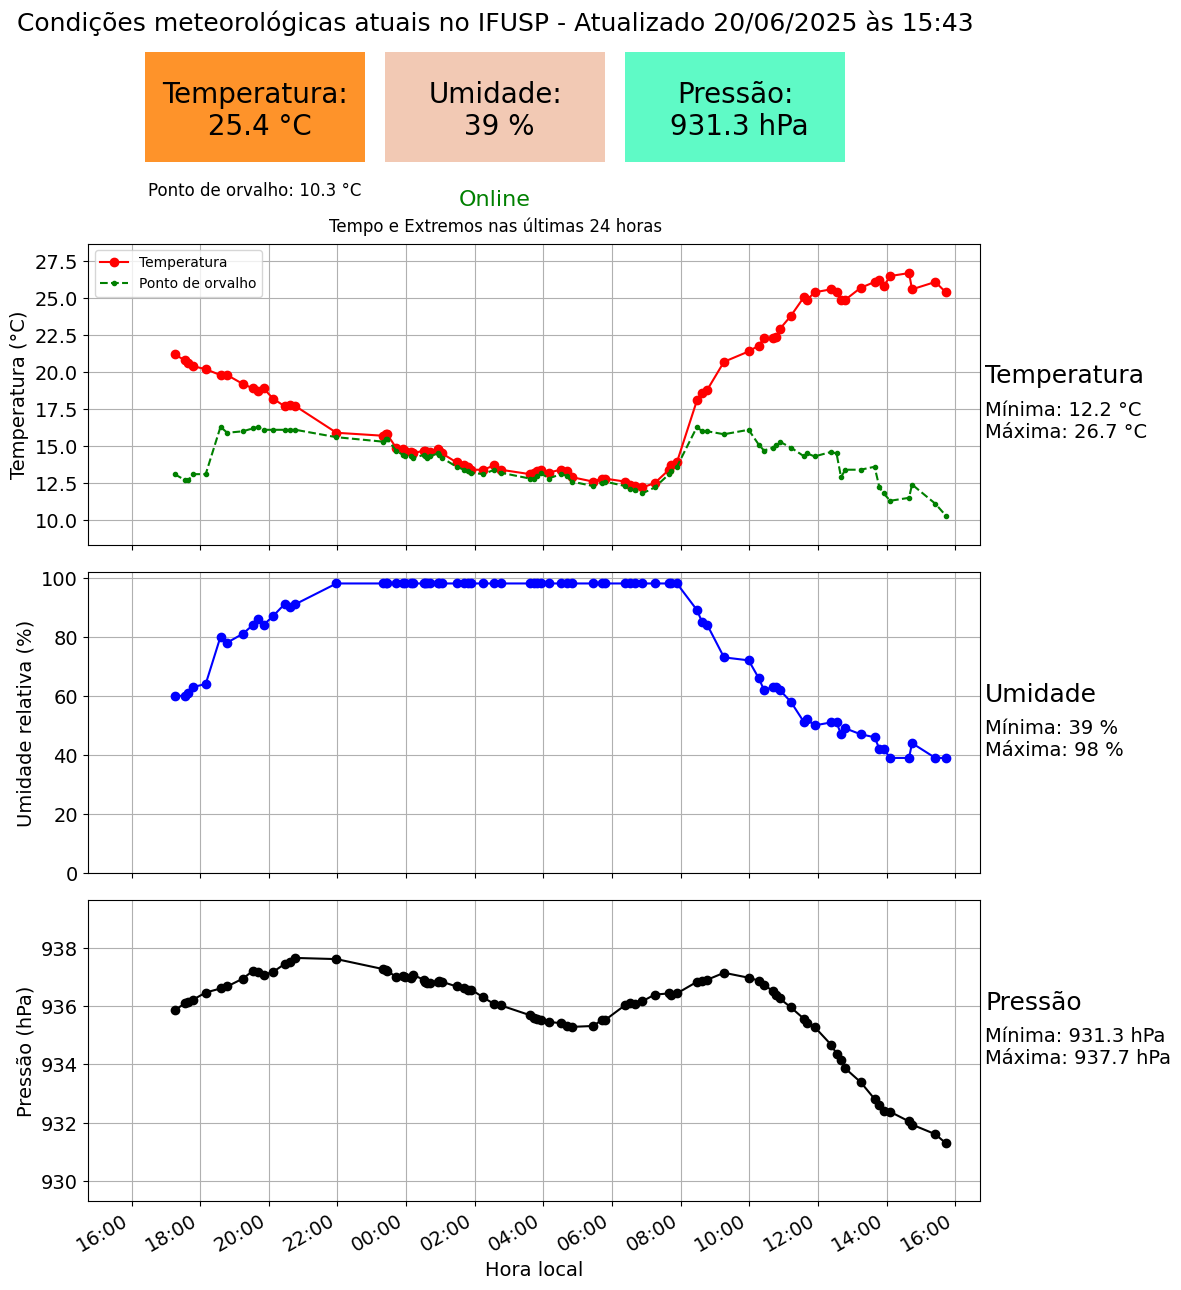 Condições meteorológicas atuais no IFUSP - Atualizado 20/06/2025 às 15:43
Temperatura:
25.4 °C
Umidade:
39 %
Pressão:
931.3 hPa
Ponto de orvalho: 10.3 °C
Online
Tempo e Extremos nas últimas 24 horas
Temperatura
Ponto de orvalho
Temperatura (°C)
27.5
25.0
22.5
20.0
17.5
15.0
12.5
10.0
Temperatura
Mínima: 12.2 °C
Máxima: 26.7 °C
Umidade relativa (%)
100
80
60
40
20
0
Umidade
Mínima: 39 %
Máxima: 98 %
Pressão (hPa)
938
936
934
932
930
Pressão
Mínima: 931.3 hPa
Máxima: 937.7 hPa
16:00
18:00
20:00
22:00
00:00
02:00
04:00
06:00
08:00
10:00
12:00
14:00
16:00
Hora local